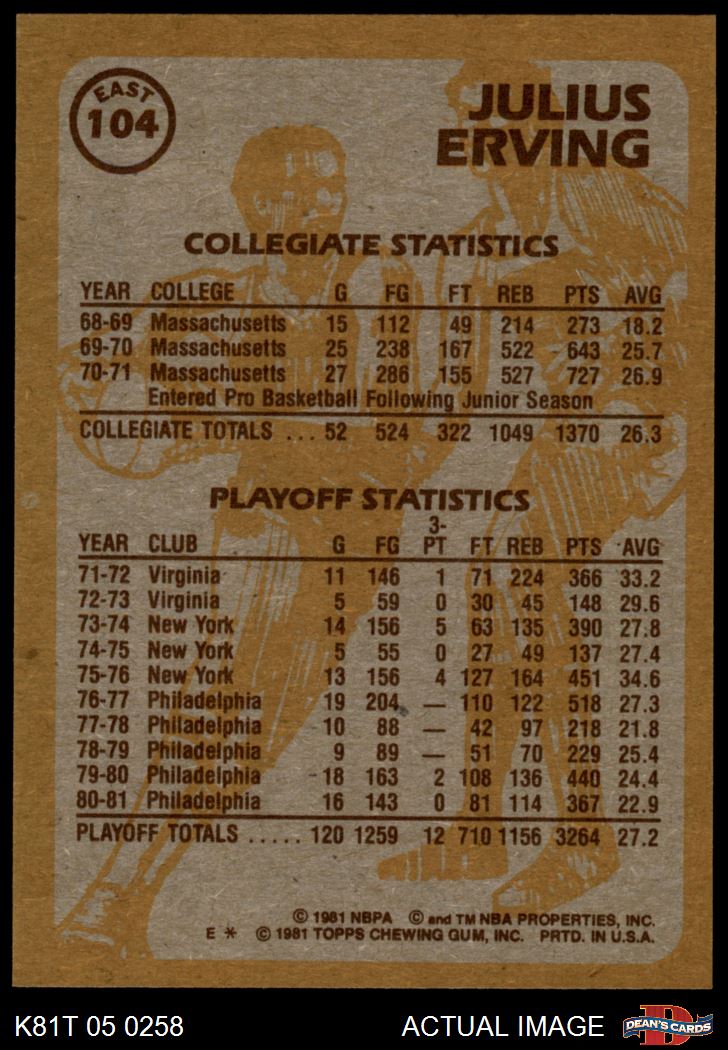 EAST
104
JULIUS
ERVING
COLLEGIATE STATISTICS
YEAR COLLEGE G FG FT REB PTS AVG
68-69 Massachusetts 15 112 49 214 273 18.2
69-70 Massachusetts 25 238 167 522 643 25.7
70-71 Massachusetts 27 286 155 527 727 26.9
Entered Pro Basketball Following Junior Season
COLLEGIATE TOTALS ... 52 524 322 1049 1370 26.3
PLAYOFF STATISTICS
YEAR CLUB G FG 3-PT FT REB PTS AVG
71-72 Virginia 11 146 1 71 224 366 33.2
72-73 Virginia 5 59 0 30 45 148 29.6
73-74 New York 14 156 5 63 135 390 27.8
74-75 New York 5 55 0 27 49 137 27.4
75-76 New York 13 156 4 127 164 451 34.6
76-77 Philadelphia 19 204 — 110 122 518 27.3
77-78 Philadelphia 10 88 — 42 97 218 21.8
78-79 Philadelphia 9 89 — 51 70 229 25.4
79-80 Philadelphia 18 163 2 108 136 440 24.4
80-81 Philadelphia 16 143 0 81 114 367 22.9
PLAYOFF TOTALS ..... 120 1259 12 710 1156 3264 27.2
© 1981 NBPA © and TM NBA PROPERTIES, INC.
E * © 1981 TOPPS CHEWING GUM, INC. PRTD. IN U.S.A.
K81T 05 0258 ACTUAL IMAGE
D
DEAN'S CARDS